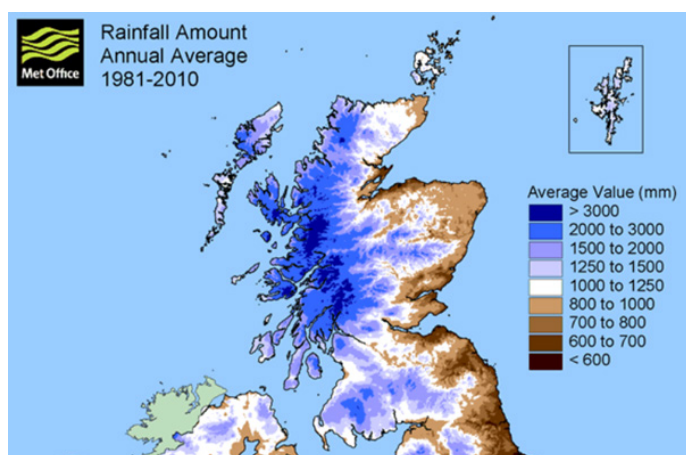 Met Office
Rainfall Amount
Annual Average
1981-2010
Average Value (mm)
> 3000
2000 to 3000
1500 to 2000
1250 to 1500
1000 to 1250
800 to 1000
700 to 800
600 to 700
< 600